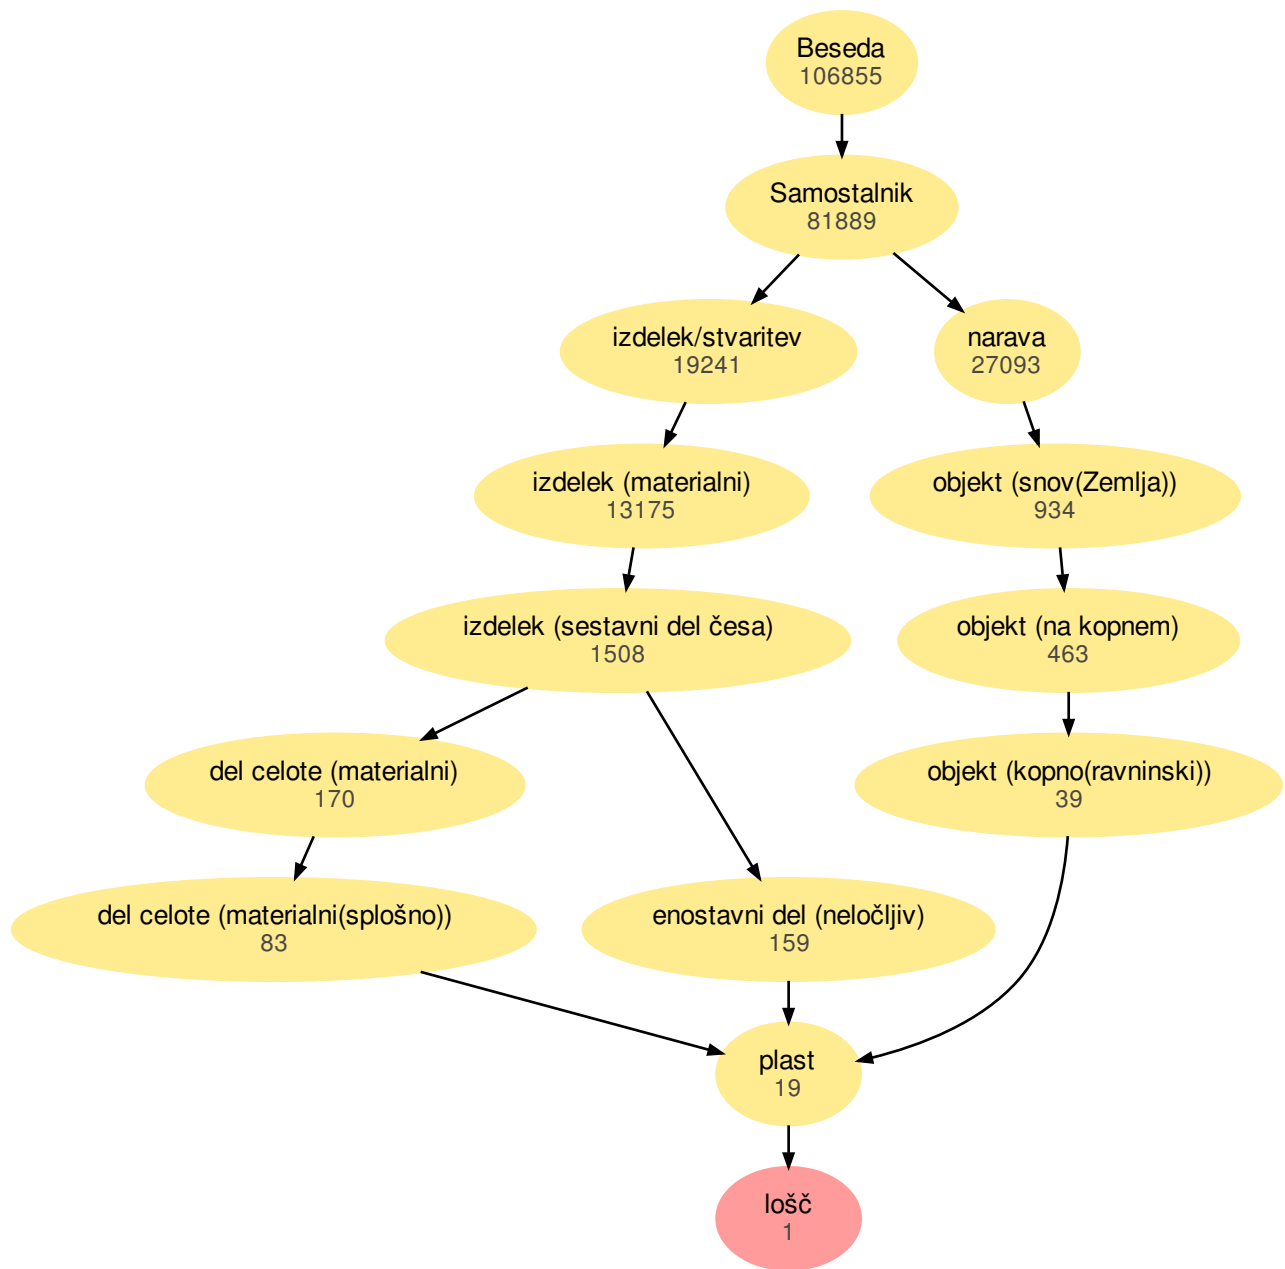 Beseda
106855
Samostalnik
81889
izdelek/stvaritev
19241
narava
27093
izdelek (materialni)
13175
objekt (snov(Zemlja))
934
izdelek (sestavni del česa)
1508
objekt (na kopnem)
463
del celote (materialni)
170
objekt (kopno(ravninski))
39
del celote (materialni(splošno))
83
enostavni del (neločljiv)
159
plast
19
lošč
1